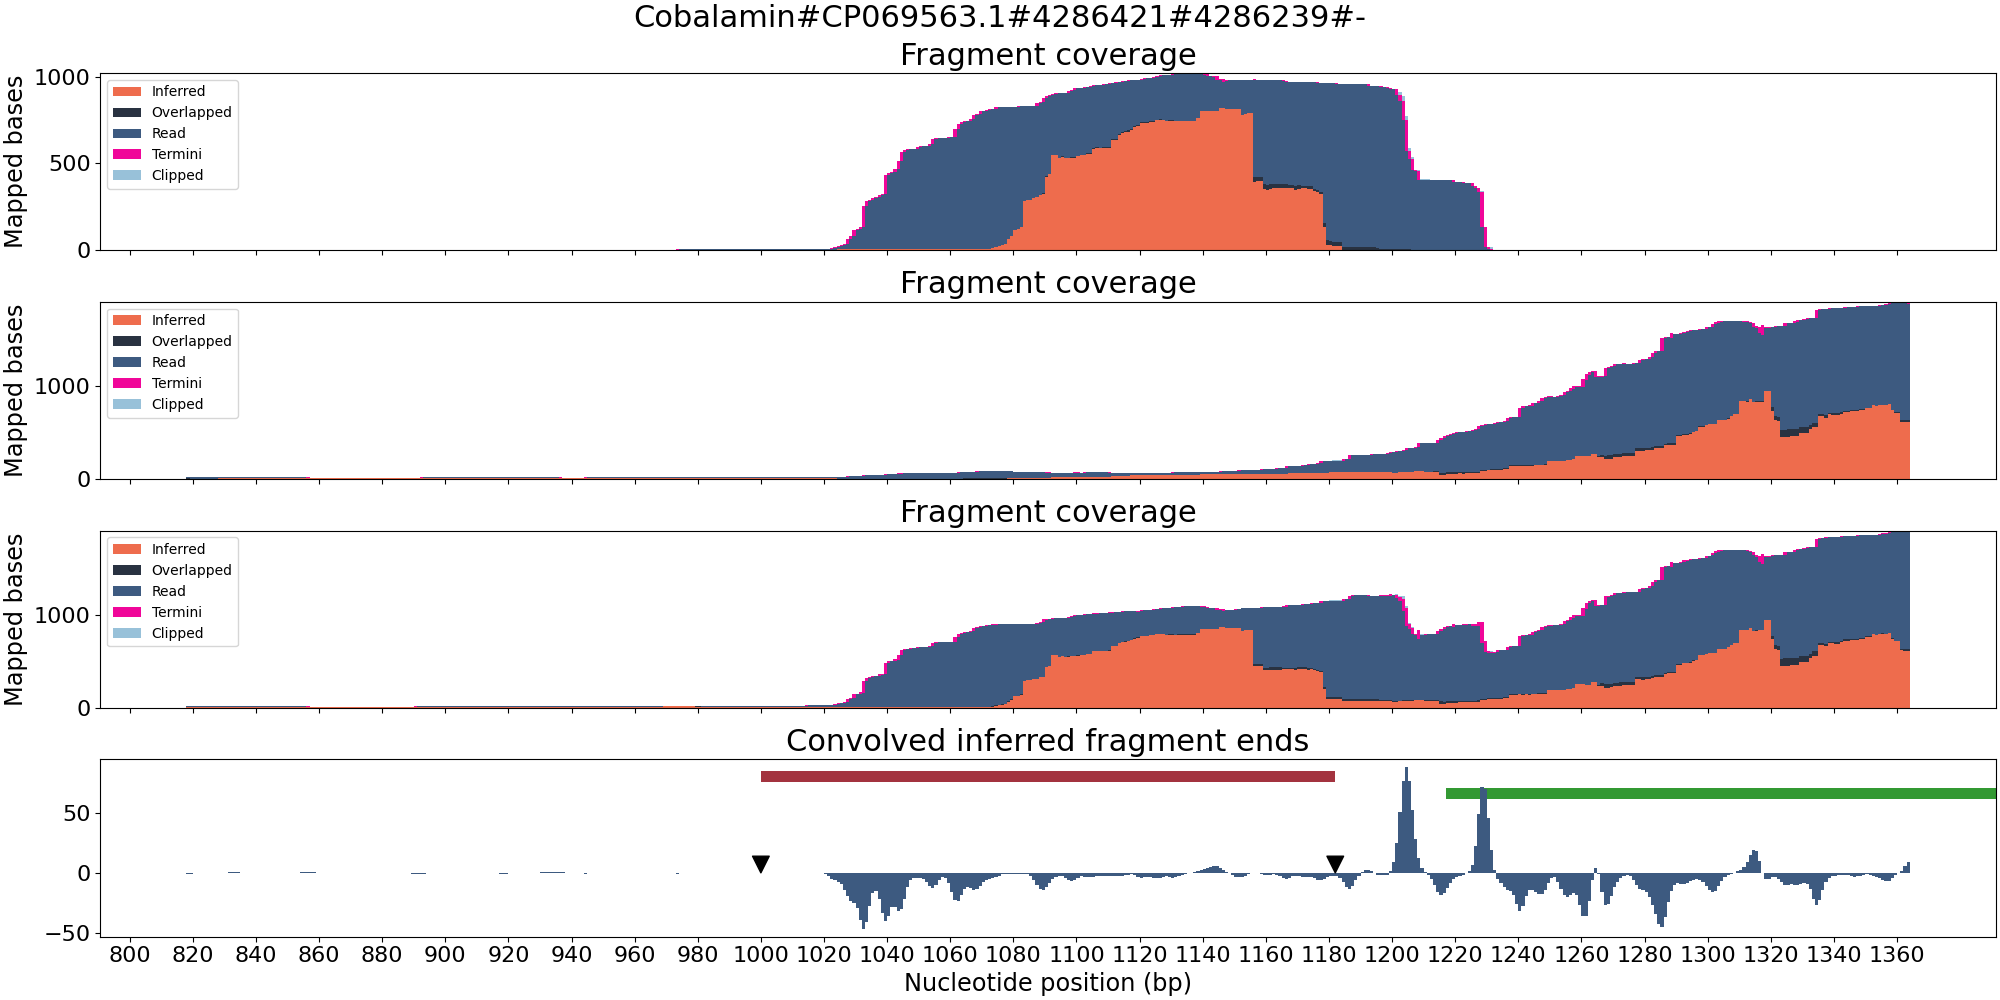 Cobalamin#CP069563.1#4286421#4286239#-
Fragment coverage
Mapped bases
1000
500
0
Inferred
Overlapped
Read
Termini
Clipped
Fragment coverage
Mapped bases
1000
0
Inferred
Overlapped
Read
Termini
Clipped
Fragment coverage
Mapped bases
1000
0
Inferred
Overlapped
Read
Termini
Clipped
Convolved inferred fragment ends
50
0
−50
800 820 840 860 880 900 920 940 960 980 1000 1020 1040 1060 1080 1100 1120 1140 1160 1180 1200 1220 1240 1260 1280 1300 1320 1340 1360
Nucleotide position (bp)